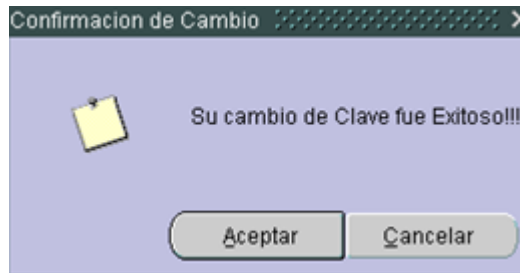 Confirmacion de Cambio
Su cambio de Clave fue Exitoso!!!
Aceptar
Cancelar